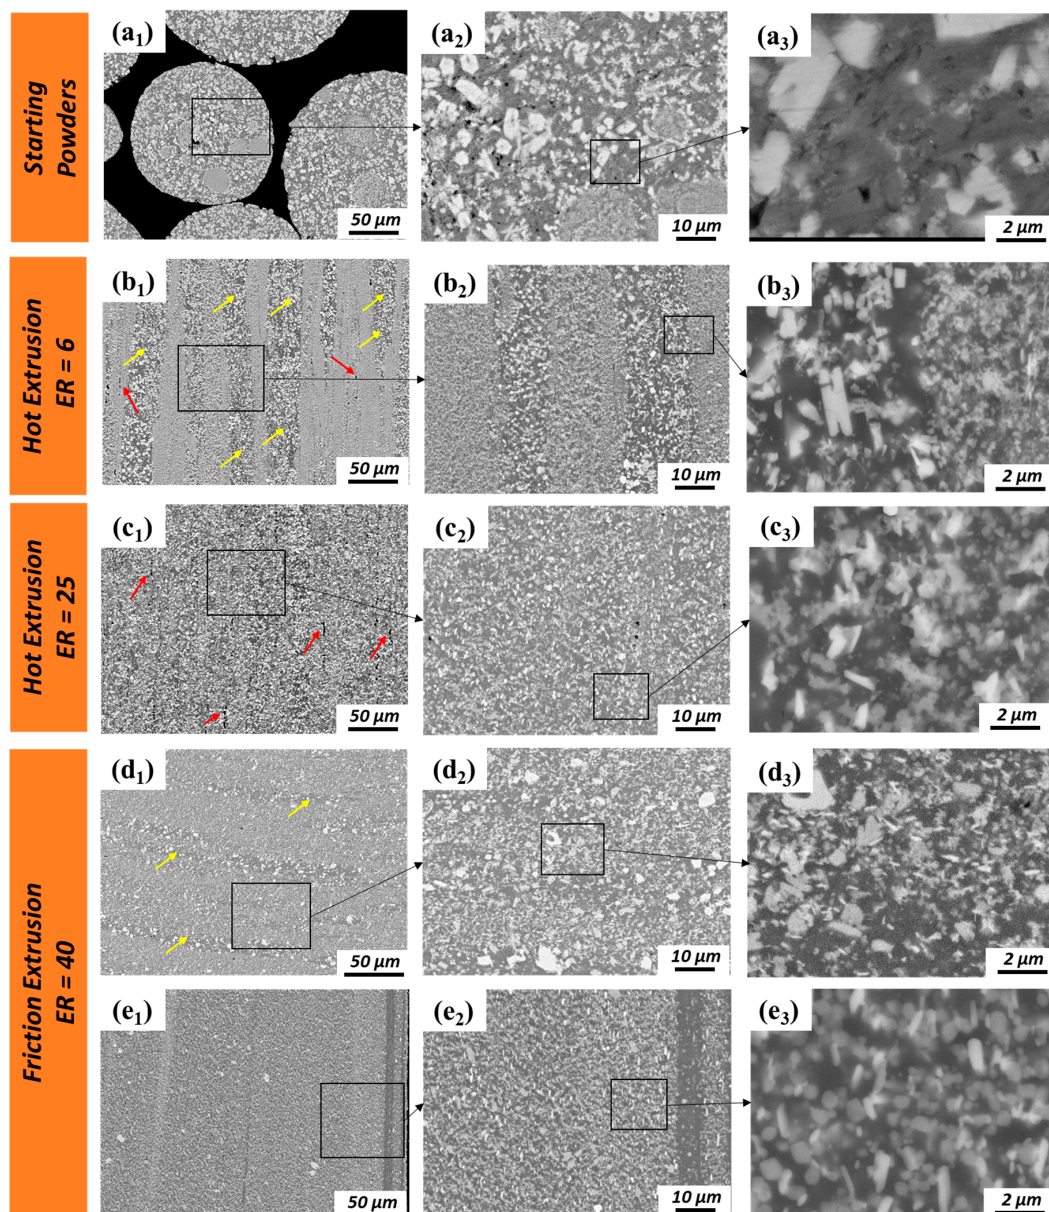 Starting
Powders
(a₁)
50 µm
(a₂)
10 µm
(a₃)
2 µm
Hot Extrusion
ER = 6
(b₁)
50 µm
(b₂)
10 µm
(b₃)
2 µm
Hot Extrusion
ER = 25
(c₁)
50 µm
(c₂)
10 µm
(c₃)
2 µm
Friction Extrusion
ER = 40
(d₁)
50 µm
(d₂)
10 µm
(d₃)
2 µm
(e₁)
50 µm
(e₂)
10 µm
(e₃)
2 µm